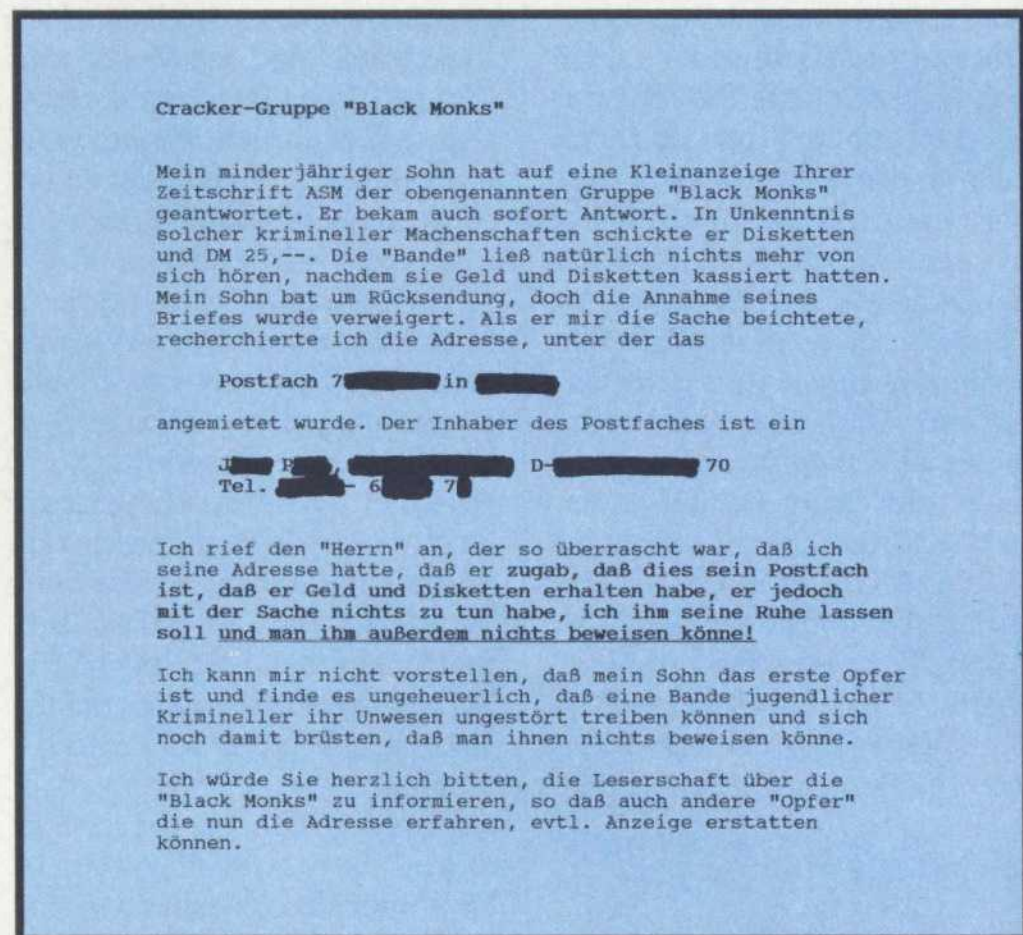 Cracker-Gruppe "Black Monks"
Mein minderjähriger Sohn hat auf eine Kleinanzeige Ihrer
Zeitschrift ASM der obengenannten Gruppe "Black Monks"
geantwortet. Er bekam auch sofort Antwort. In Unkenntnis
solcher krimineller Machenschaften schickte er Disketten
und DM 25,--. Die "Bande" ließ natürlich nichts mehr von
sich hören, nachdem sie Geld und Disketten kassiert hatten.
Mein Sohn bat um Rücksendung, doch die Annahme seines
Briefes wurde verweigert. Als er mir die Sache beichtete,
recherchierte ich die Adresse, unter der das
Postfach 7 in
angemietet wurde. Der Inhaber des Postfaches ist ein
J P , D- 70
Tel. - 6 7
Ich rief den "Herrn" an, der so überrascht war, daß ich
seine Adresse hatte, daß er zugab, daß dies sein Postfach
ist, daß er Geld und Disketten erhalten habe, er jedoch
mit der Sache nichts zu tun habe, ich ihm seine Ruhe lassen
soll und man ihm außerdem nichts beweisen könne!
Ich kann mir nicht vorstellen, daß mein Sohn das erste Opfer
ist und finde es ungeheuerlich, daß eine Bande jugendlicher
Krimineller ihr Unwesen ungestört treiben können und sich
noch damit brüsten, daß man ihnen nichts beweisen könne.
Ich würde Sie herzlich bitten, die Leserschaft über die
"Black Monks" zu informieren, so daß auch andere "Opfer"
die nun die Adresse erfahren, evtl. Anzeige erstatten
können.